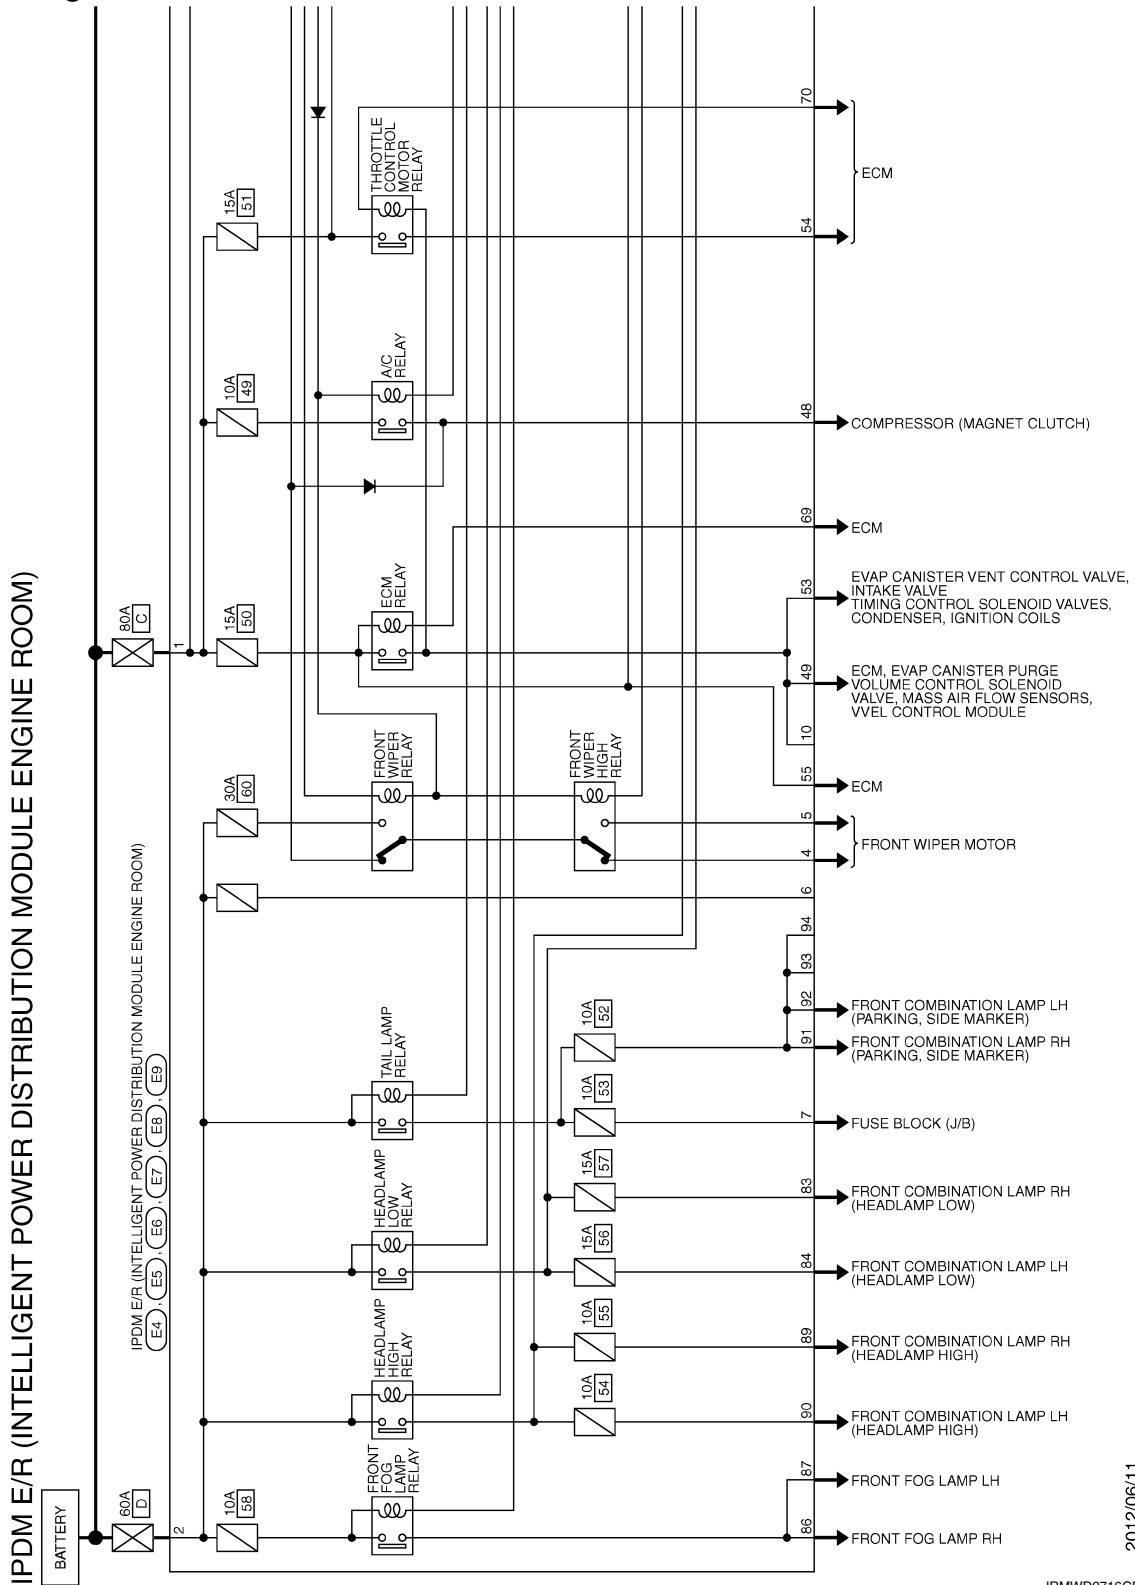 IPDM E/R (INTELLIGENT POWER DISTRIBUTION MODULE ENGINE ROOM)
BATTERY
60A
D
80A
C
2
1
IPDM E/R (INTELLIGENT POWER DISTRIBUTION MODULE ENGINE ROOM)
E4, E5, E6, E7, E8, E9
10A
58
30A
60
15A
50
10A
49
15A
51
FRONT
FOG
LAMP
RELAY
HEADLAMP
HIGH
RELAY
HEADLAMP
LOW
RELAY
TAIL LAMP
RELAY
FRONT
WIPER
RELAY
ECM
RELAY
A/C
RELAY
THROTTLE
CONTROL
MOTOR
RELAY
10A
54
10A
55
15A
56
15A
57
10A
53
10A
52
FRONT
WIPER
HIGH
RELAY
70
54
ECM
48
COMPRESSOR (MAGNET CLUTCH)
69
ECM
53
EVAP CANISTER VENT CONTROL VALVE,
INTAKE VALVE
TIMING CONTROL SOLENOID VALVES,
CONDENSER, IGNITION COILS
49
ECM, EVAP CANISTER PURGE
VOLUME CONTROL SOLENOID
VALVE, MASS AIR FLOW SENSORS,
VVEL CONTROL MODULE
10
55
ECM
5
4
FRONT WIPER MOTOR
6
94
93
92
FRONT COMBINATION LAMP LH
(PARKING, SIDE MARKER)
91
FRONT COMBINATION LAMP RH
(PARKING, SIDE MARKER)
7
FUSE BLOCK (J/B)
83
FRONT COMBINATION LAMP RH
(HEADLAMP LOW)
84
FRONT COMBINATION LAMP LH
(HEADLAMP LOW)
89
FRONT COMBINATION LAMP RH
(HEADLAMP HIGH)
90
FRONT COMBINATION LAMP LH
(HEADLAMP HIGH)
87
FRONT FOG LAMP LH
86
FRONT FOG LAMP RH
2012/06/11